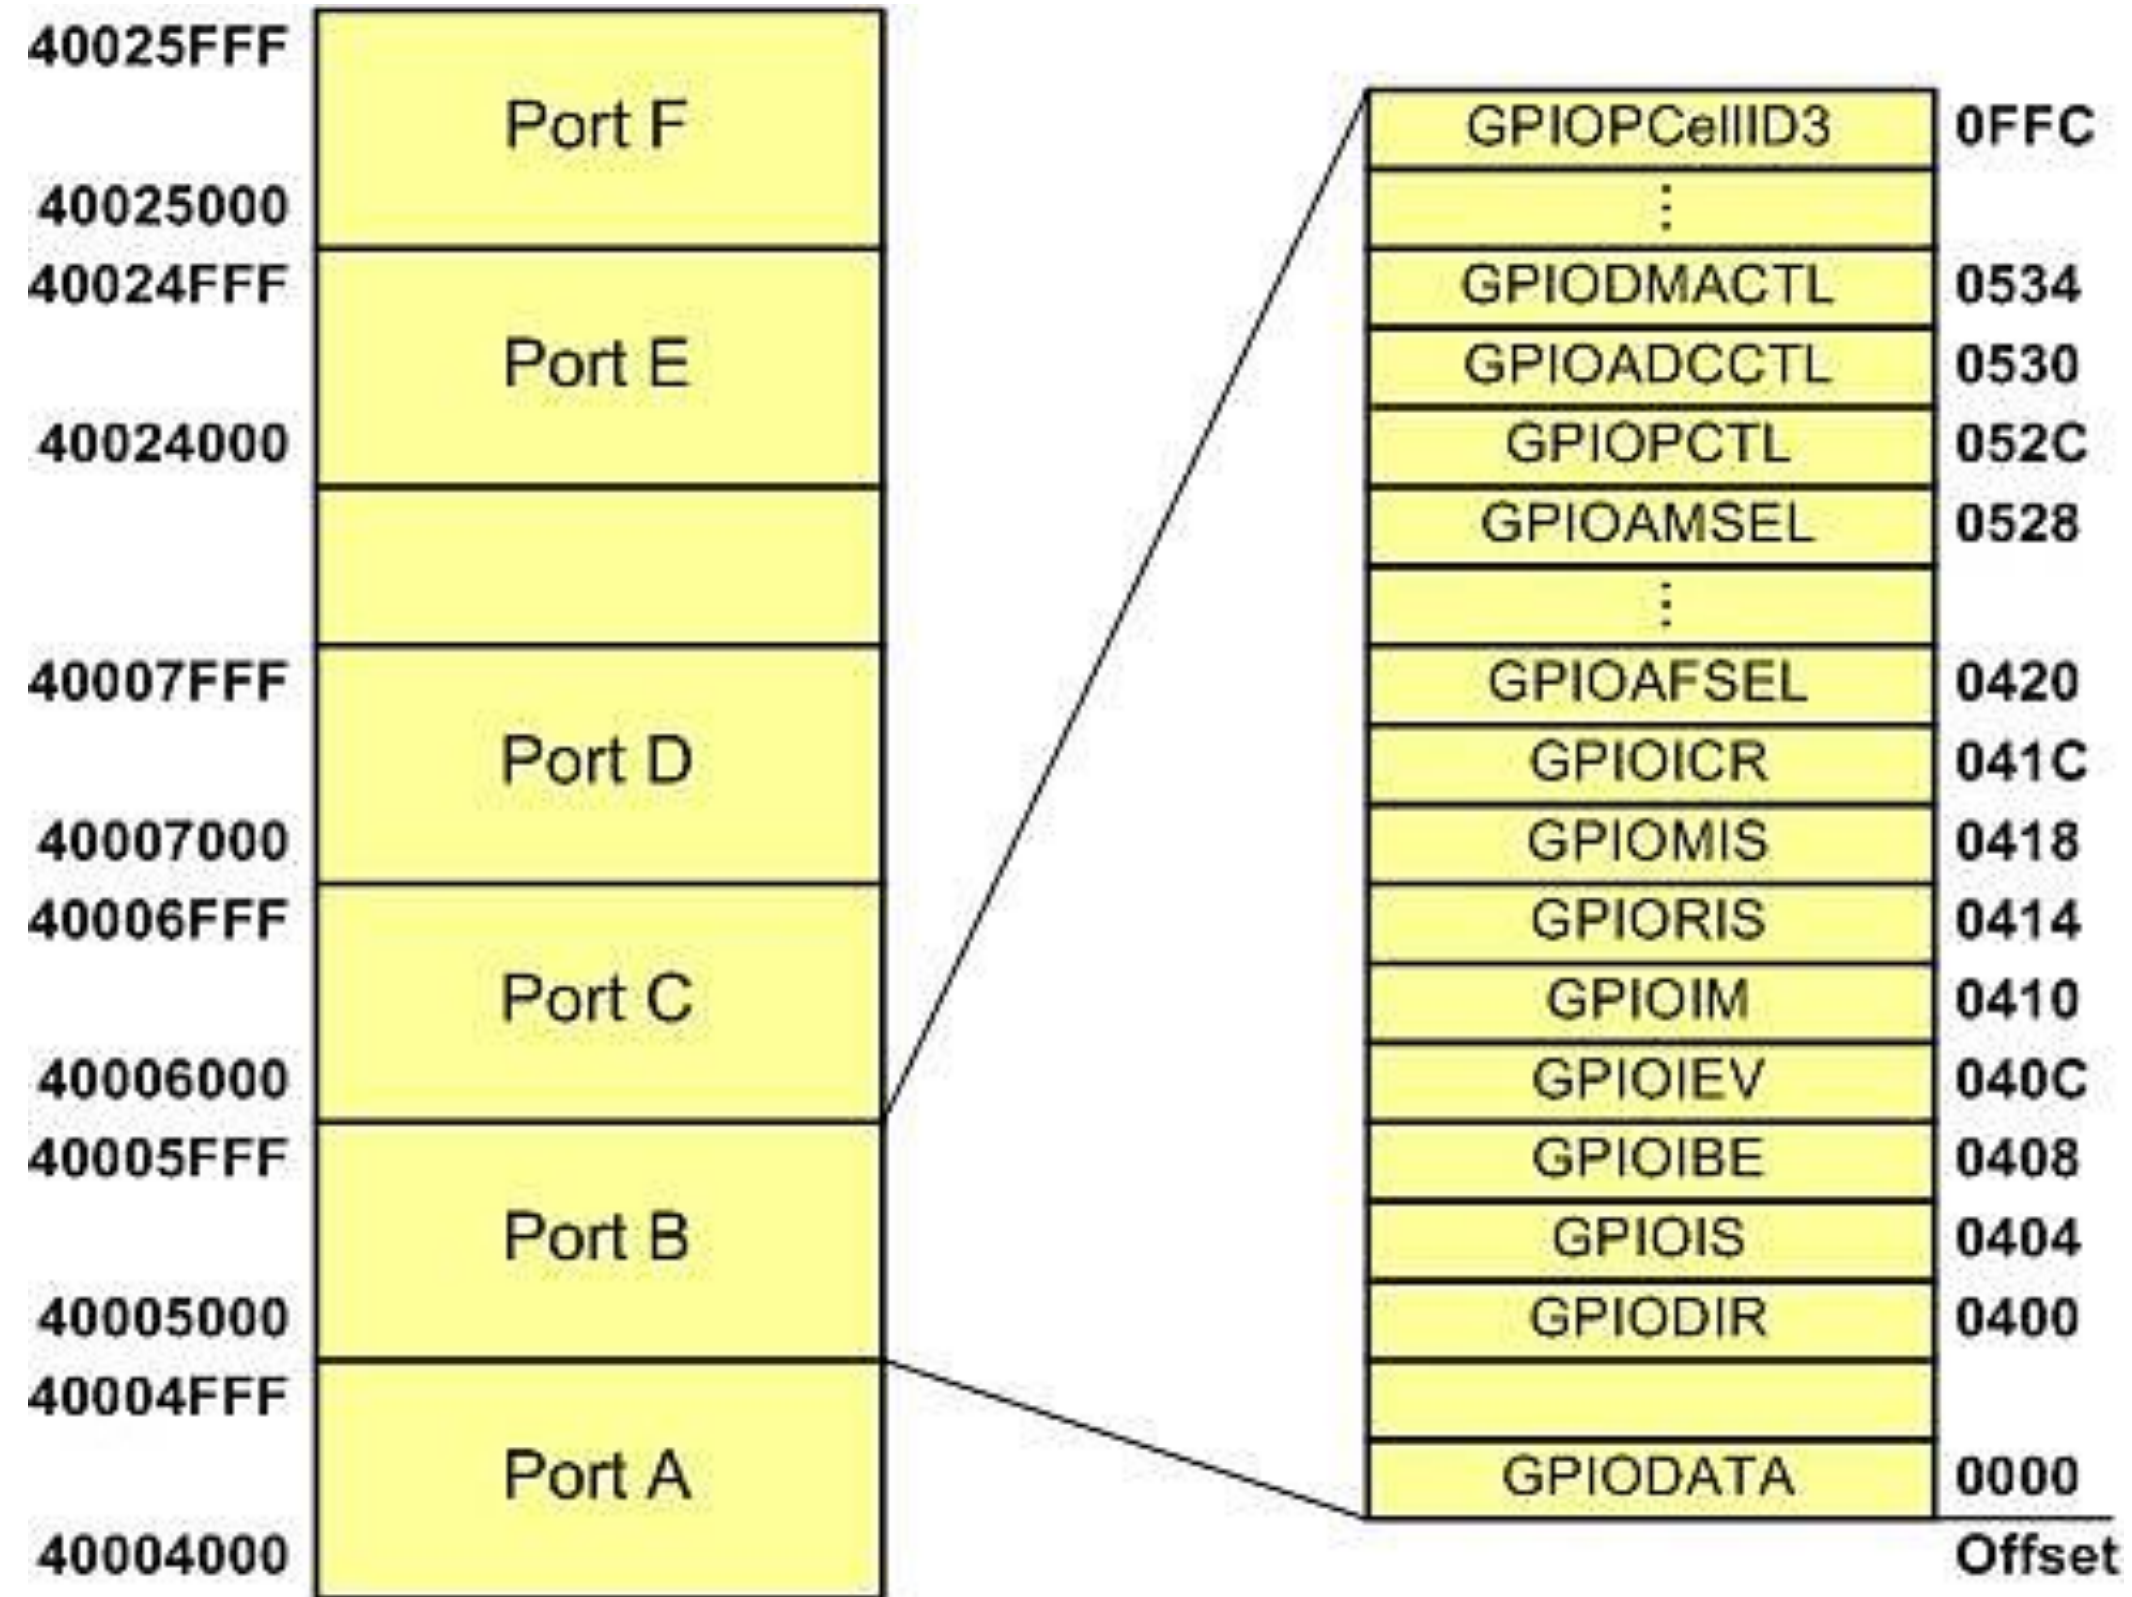 40025FFF
Port F
40025000
40024FFF
Port E
40024000
40007FFF
Port D
40007000
40006FFF
Port C
40006000
40005FFF
Port B
40005000
40004FFF
Port A
40004000
GPIOPCellID3 0FFC
⋮
GPIODMACTL 0534
GPIOADCCTL 0530
GPIOPCTL 052C
GPIOAMSEL 0528
⋮
GPIOAFSEL 0420
GPIOICR 041C
GPIOMIS 0418
GPIORIS 0414
GPIOIM 0410
GPIOIEV 040C
GPIOIBE 0408
GPIOIS 0404
GPIODIR 0400
GPIODATA 0000
Offset